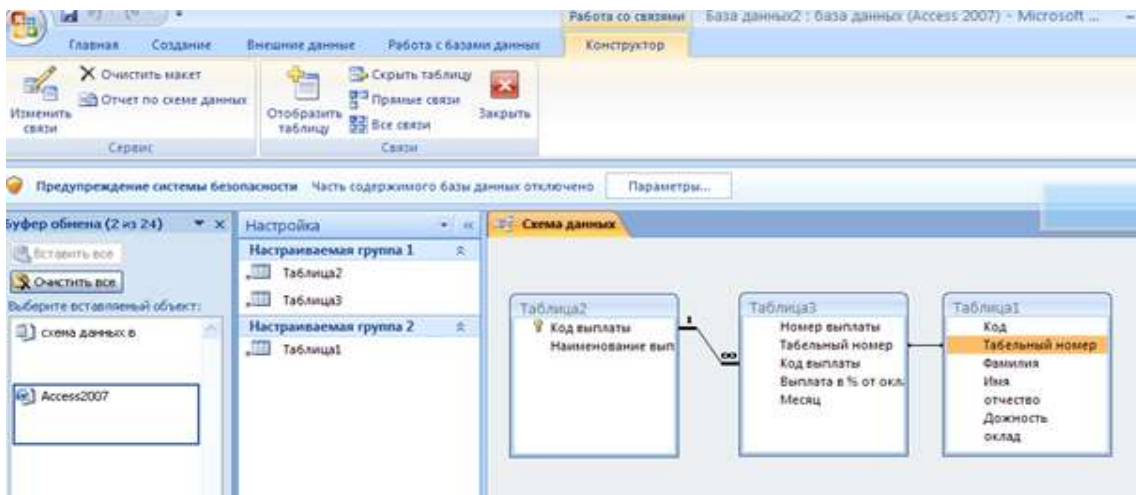 Работа со связями База данных2 : база данных (Access 2007) - Microsoft ...
Главная Создание Внешние данные Работа с базами данных Конструктор
Изменить связи
Очистить макет
Отчет по схеме данных
Сервис
Отобразить таблицу
Скрыть таблицу
Прямые связи
Все связи
Закрыть
Связи
Предупреждение системы безопасности Часть содержимого базы данных отключено Параметры...
Буфер обмена (2 из 24)
Вставить все
Очистить все
Выберите вставляемый объект:
схема данных в
Access2007
Настройка
Настраиваемая группа 1
Таблица2
Таблица3
Настраиваемая группа 2
Таблица1
Схема данных
Таблица2
Код выплаты
Наименование вып
1
∞
Таблица3
Номер выплаты
Табельный номер
Код выплаты
Выплата в % от окл
Месяц
Таблица1
Код
Табельный номер
Фамилия
Имя
отчество
Дожность
оклад